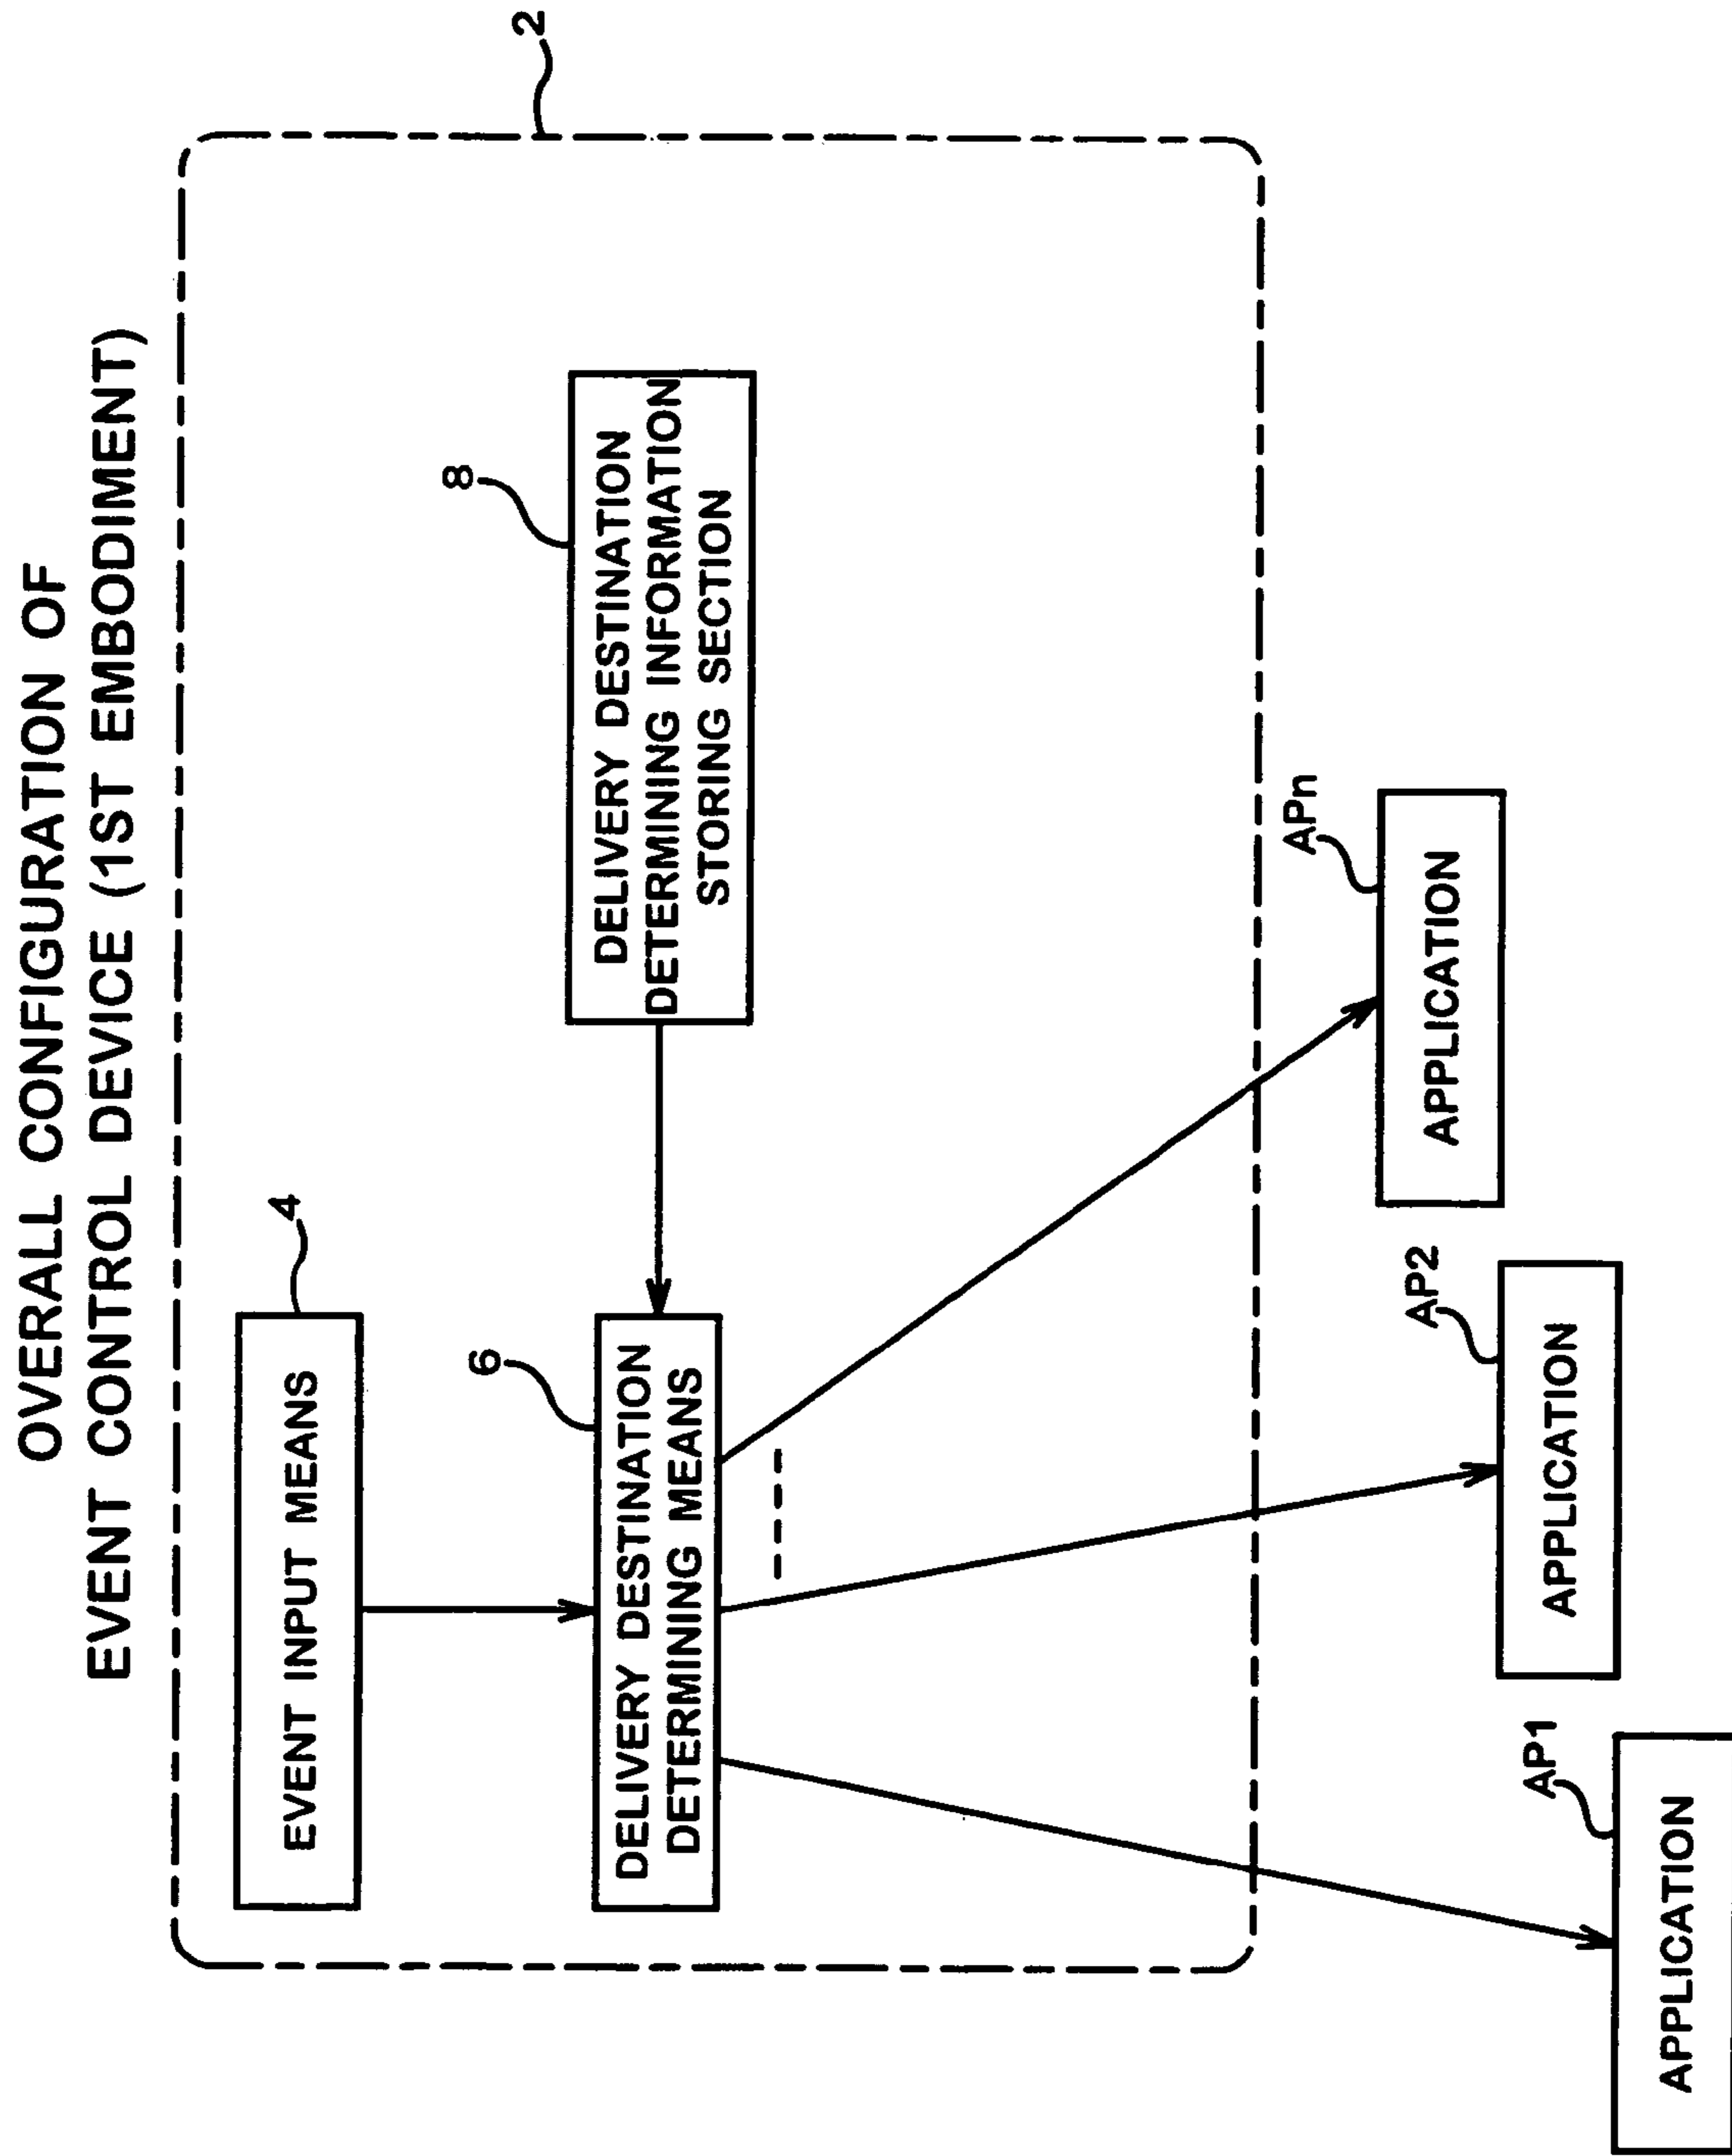 OVERALL CONFIGURATION OF
EVENT CONTROL DEVICE (1ST EMBODIMENT)
2
4
EVENT INPUT MEANS
6
DELIVERY DESTINATION
DETERMINING MEANS
8
DELIVERY DESTINATION
DETERMINING INFORMATION
STORING SECTION
AP1
APPLICATION
AP2
APPLICATION
APn
APPLICATION